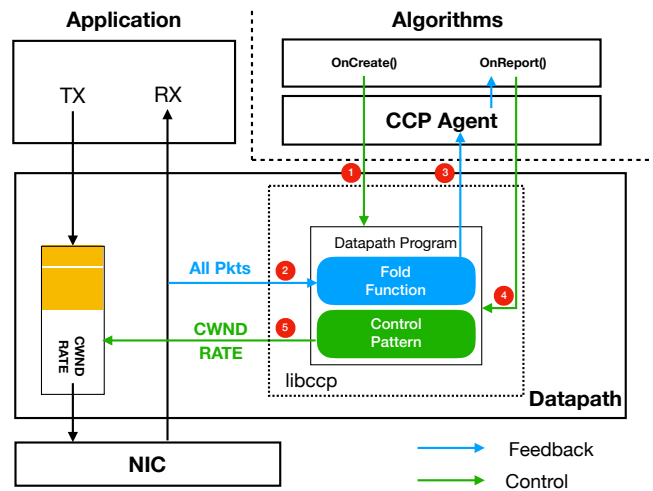 Application
Algorithms
OnCreate()
OnReport()
TX
RX
CCP Agent
1
3
Datapath Program
All Pkts
2
Fold
Function
4
CWND
RATE
5
Control
Pattern
CWND
RATE
libccp
Datapath
NIC
Feedback
Control